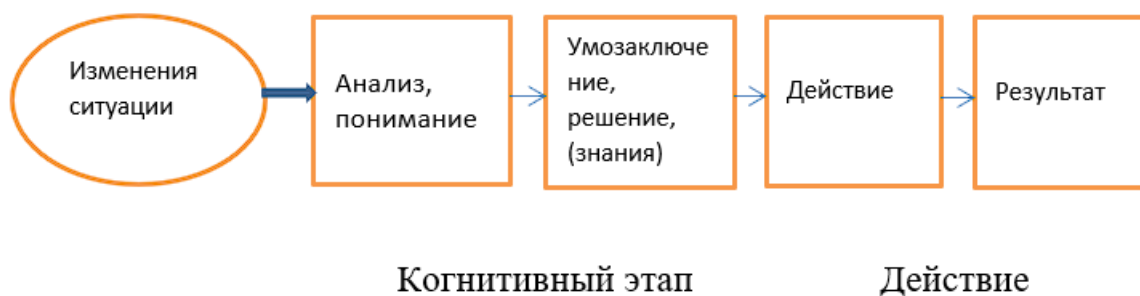 Изменения
ситуации
Анализ,
понимание
Умозаключе
ние,
решение,
(знания)
Действие
Результат
Когнитивный этап
Действие